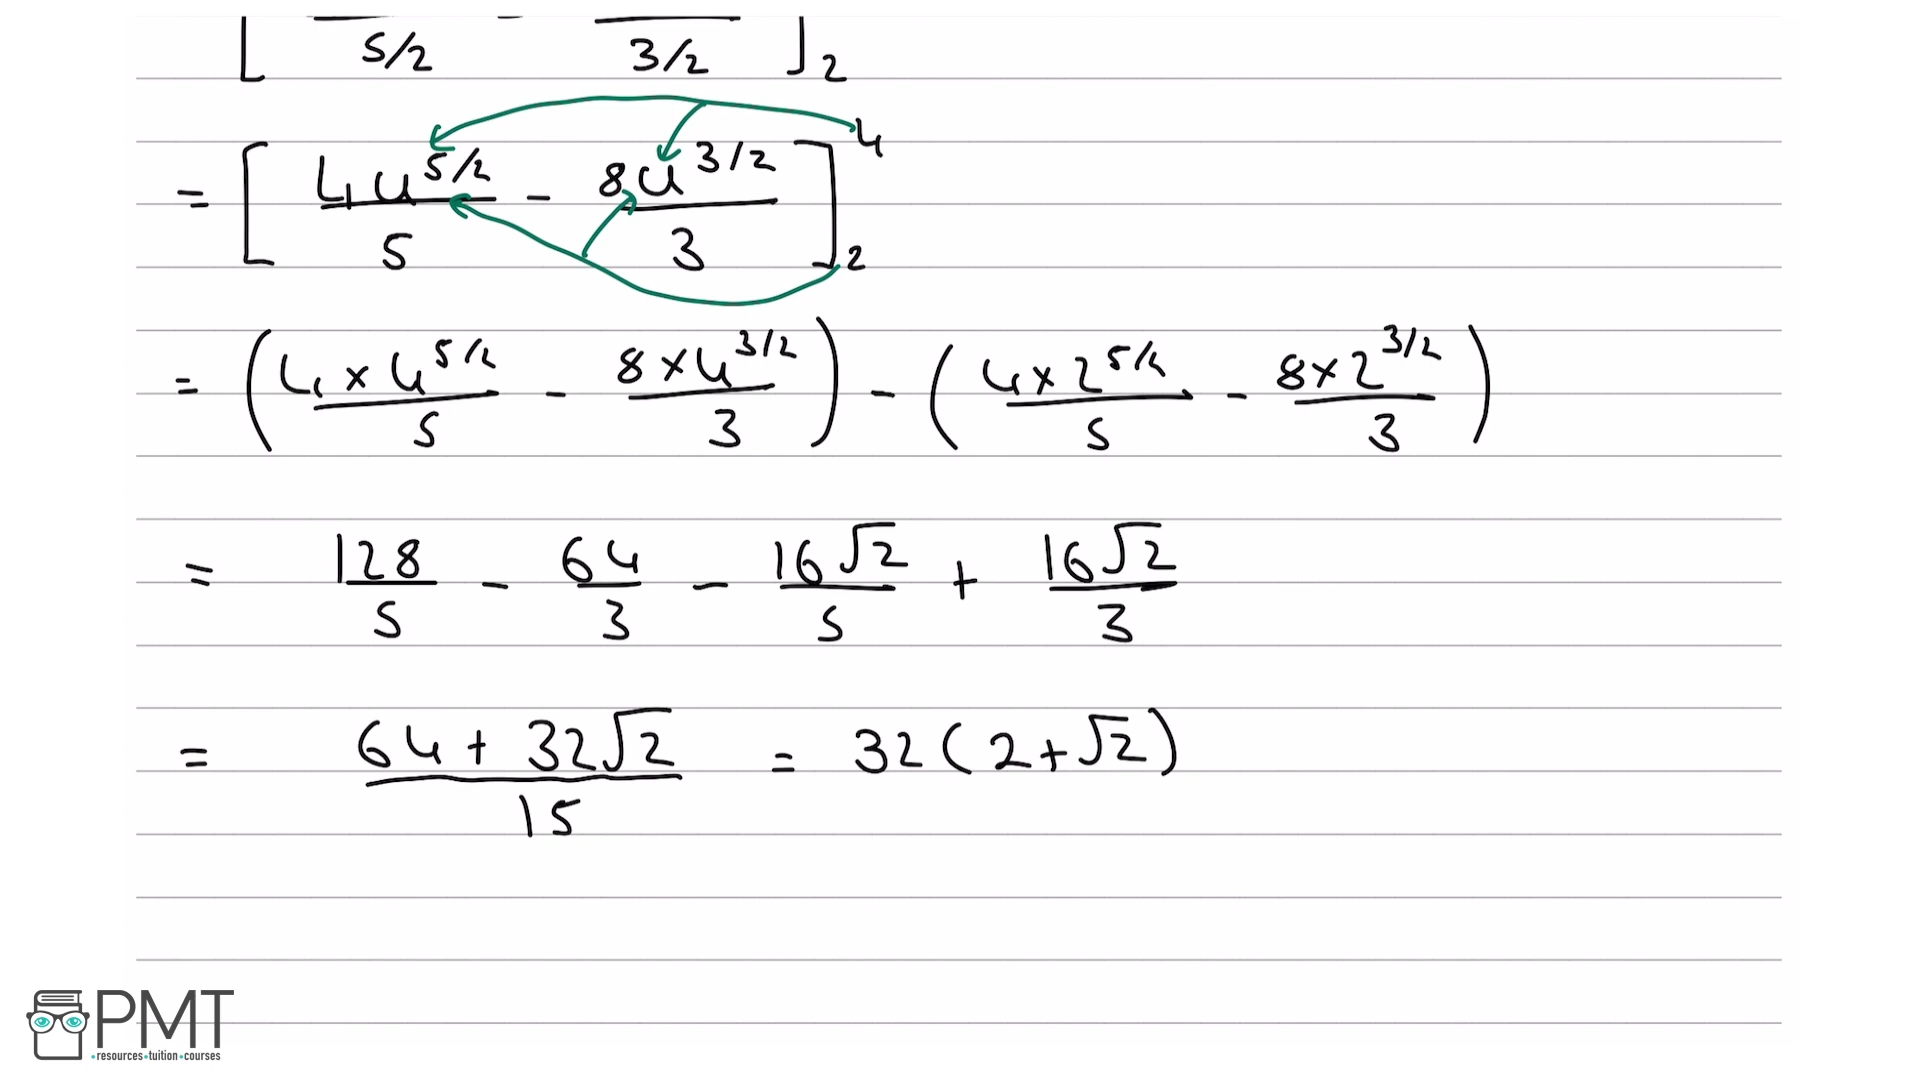 [ 5/2 - 3/2 ]_2
= [ 4u^(5/2) / 5 - 8u^(3/2) / 3 ]_2^4
= ( 4 × 4^(5/2) / 5 - 8 × 4^(3/2) / 3 ) - ( 4 × 2^(5/2) / 5 - 8 × 2^(3/2) / 3 )
= 128/5 - 64/3 - 16√2/5 + 16√2/3
= (64 + 32√2)/15 = 32(2+√2)
PMT
resources•tuition•courses